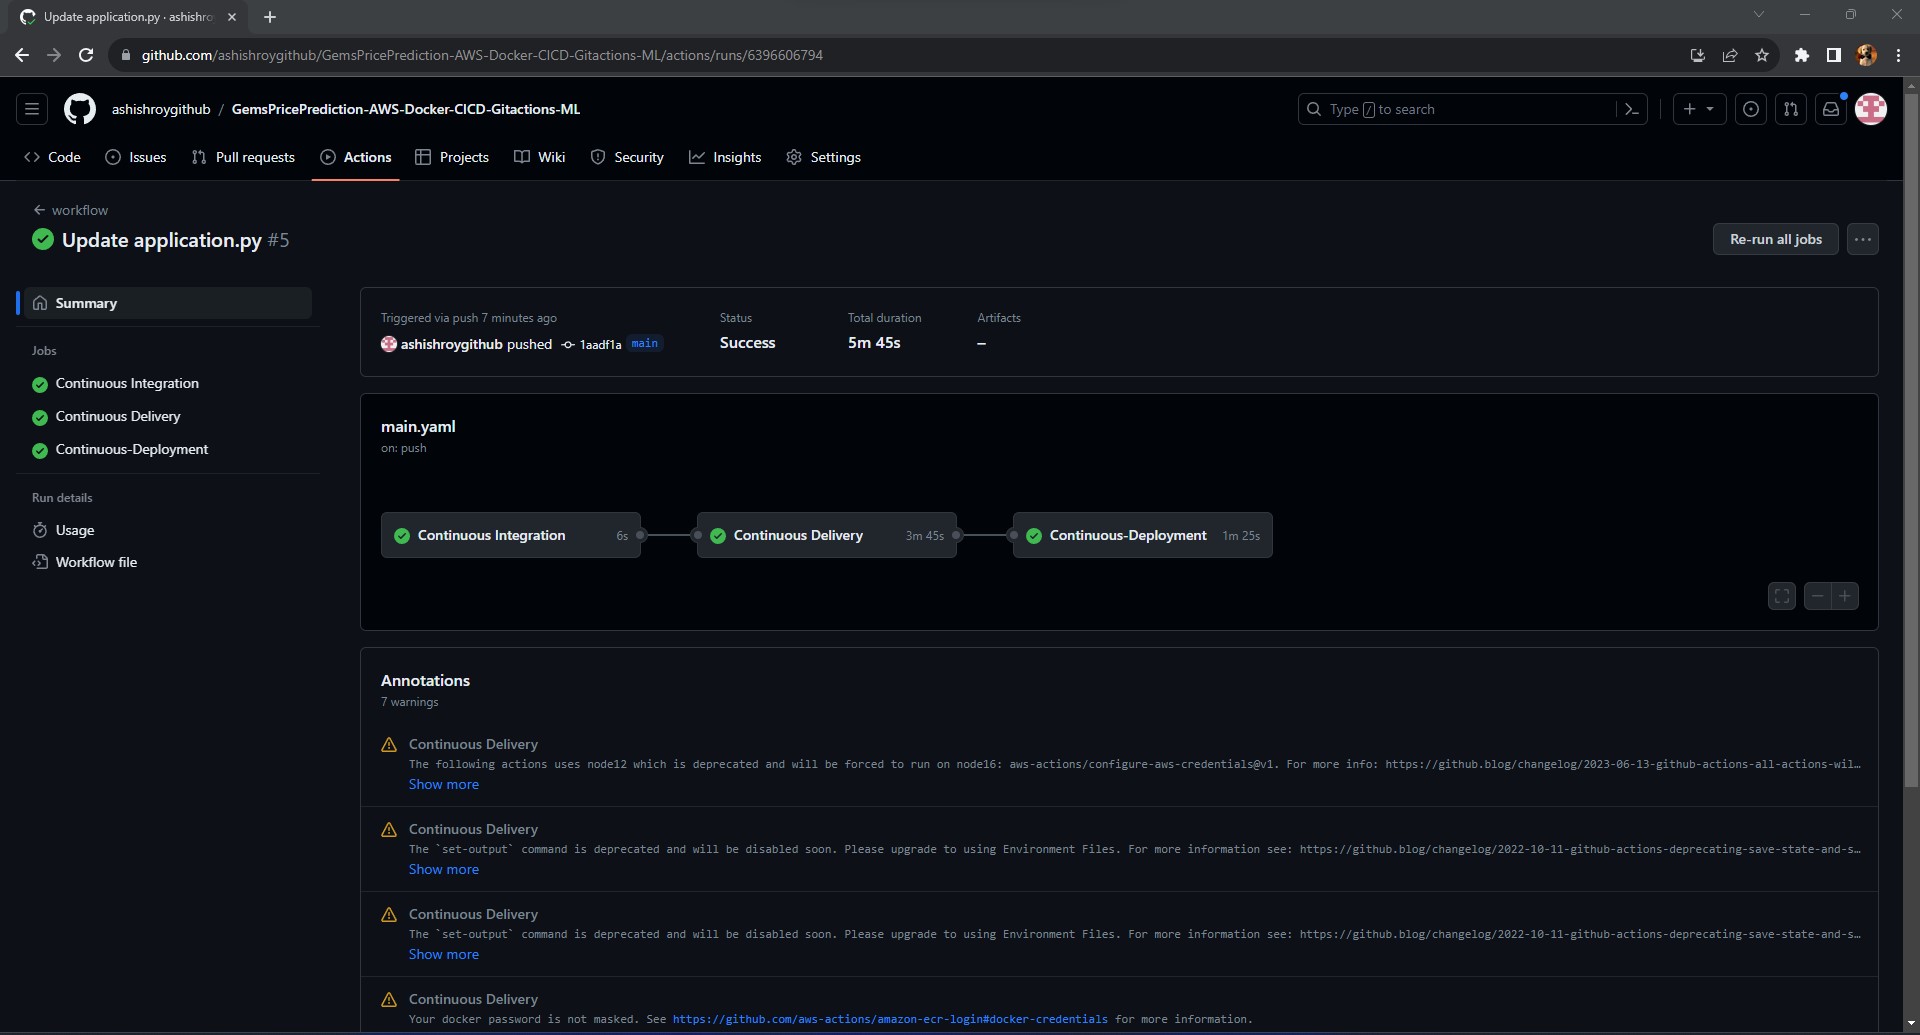 Update application.py · ashishro
github.com/ashishroygithub/GemsPricePrediction-AWS-Docker-CICD-Gitactions-ML/actions/runs/6396606794
ashishroygithub / GemsPricePrediction-AWS-Docker-CICD-Gitactions-ML
Type / to search
Code Issues Pull requests Actions Projects Wiki Security Insights Settings
← workflow
Update application.py #5
Re-run all jobs
Summary
Jobs
Continuous Integration
Continuous Delivery
Continuous-Deployment
Run details
Usage
Workflow file
Triggered via push 7 minutes ago Status Total duration Artifacts
ashishroygithub pushed 1aadf1a main Success 5m 45s –
main.yaml
on: push
Continuous Integration 6s Continuous Delivery 3m 45s Continuous-Deployment 1m 25s
Annotations
7 warnings
Continuous Delivery
The following actions uses node12 which is deprecated and will be forced to run on node16: aws-actions/configure-aws-credentials@v1. For more info: https://github.blog/changelog/2023-06-13-github-actions-all-actions-wil…
Show more
Continuous Delivery
The `set-output` command is deprecated and will be disabled soon. Please upgrade to using Environment Files. For more information see: https://github.blog/changelog/2022-10-11-github-actions-deprecating-save-state-and-s…
Show more
Continuous Delivery
The `set-output` command is deprecated and will be disabled soon. Please upgrade to using Environment Files. For more information see: https://github.blog/changelog/2022-10-11-github-actions-deprecating-save-state-and-s…
Show more
Continuous Delivery
Your docker password is not masked. See https://github.com/aws-actions/amazon-ecr-login#docker-credentials for more information.